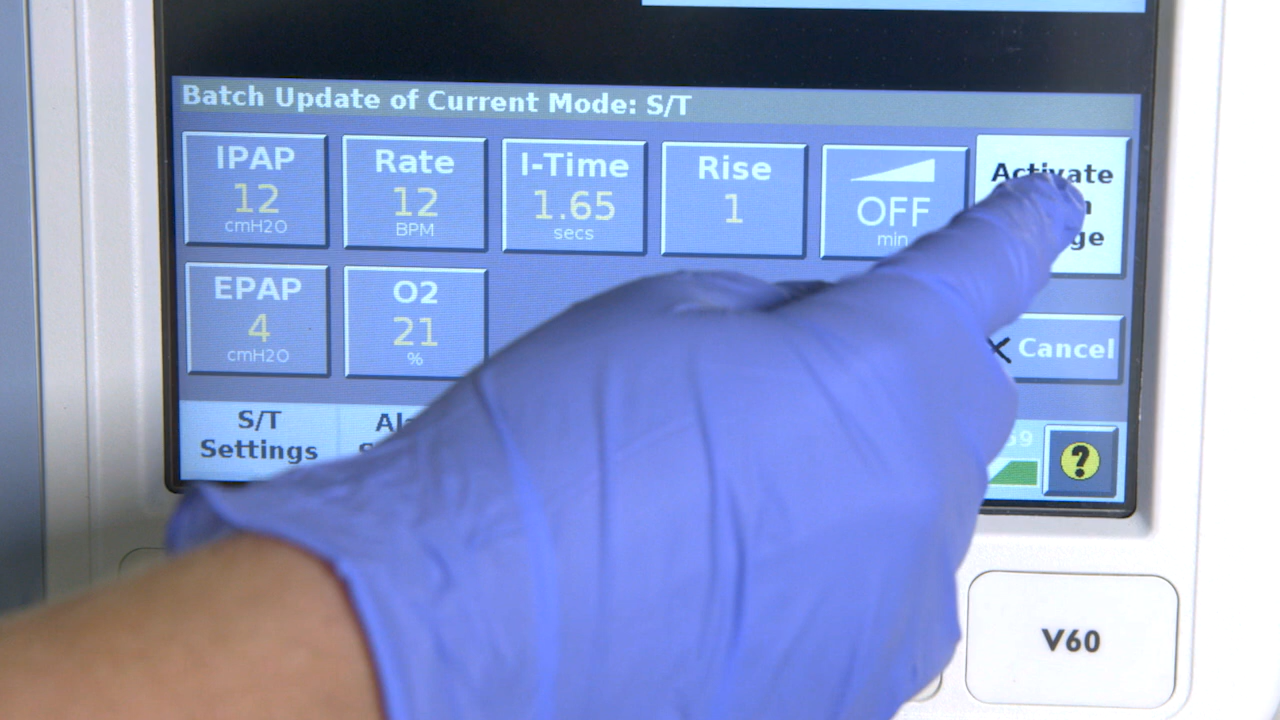 Batch Update of Current Mode: S/T
IPAP
12
cmH2O
Rate
12
BPM
I-Time
1.65
secs
Rise
1
OFF
min
Activate
EPAP
4
cmH2O
O2
21
%
Cancel
S/T
Settings
?
V60